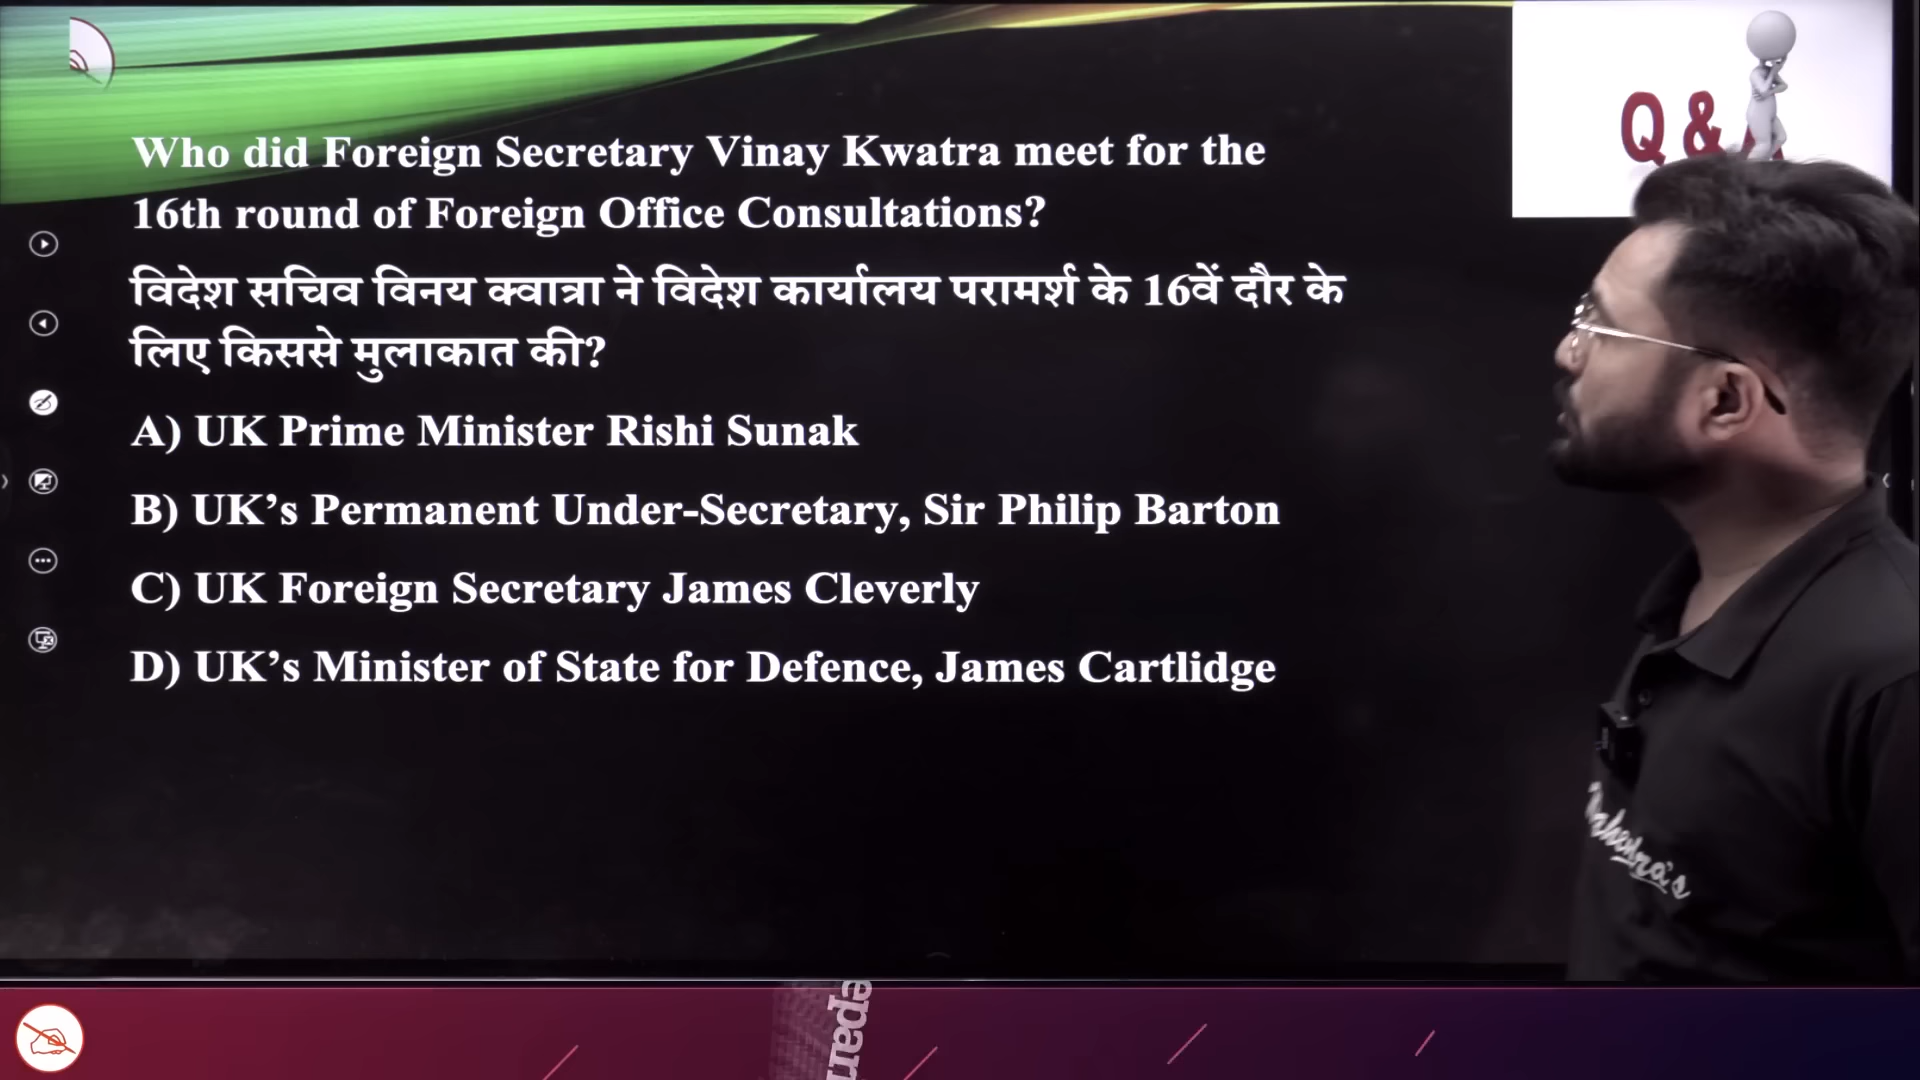 Q &
Who did Foreign Secretary Vinay Kwatra meet for the
16th round of Foreign Office Consultations?
विदेश सचिव विनय क्वात्रा ने विदेश कार्यालय परामर्श के 16वें दौर के
लिए किससे मुलाकात की?
A) UK Prime Minister Rishi Sunak
B) UK’s Permanent Under-Secretary, Sir Philip Barton
C) UK Foreign Secretary James Cleverly
D) UK’s Minister of State for Defence, James Cartlidge